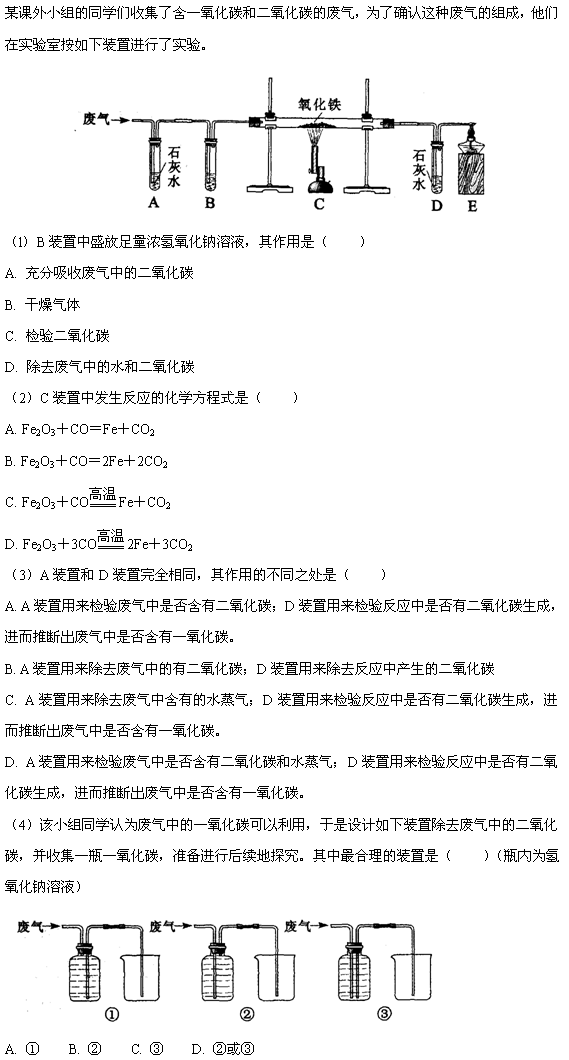 某课外小组的同学们收集了含一氧化碳和二氧化碳的废气，为了确认这种废气的组成，他们
在实验室按如下装置进行了实验。
废气
氧化铁
石灰水
石灰水
A B C D E
（1）B装置中盛放足量浓氢氧化钠溶液，其作用是（　　）
A. 充分吸收废气中的二氧化碳
B. 干燥气体
C. 检验二氧化碳
D. 除去废气中的水和二氧化碳
（2）C装置中发生反应的化学方程式是（　　）
A. Fe₂O₃＋CO＝Fe＋CO₂
B. Fe₂O₃＋CO＝2Fe＋2CO₂
C. Fe₂O₃＋CO 高温 Fe＋CO₂
D. Fe₂O₃＋3CO 高温 2Fe＋3CO₂
（3）A装置和D装置完全相同，其作用的不同之处是（　　）
A. A装置用来检验废气中是否含有二氧化碳；D装置用来检验反应中是否有二氧化碳生成，
进而推断出废气中是否含有一氧化碳。
B. A装置用来除去废气中的有二氧化碳；D装置用来除去反应中产生的二氧化碳
C. A装置用来除去废气中含有的水蒸气；D装置用来检验反应中是否有二氧化碳生成，进
而推断出废气中是否含有一氧化碳。
D. A装置用来检验废气中是否含有二氧化碳和水蒸气；D装置用来检验反应中是否有二氧
化碳生成，进而推断出废气中是否含有一氧化碳。
（4）该小组同学认为废气中的一氧化碳可以利用，于是设计如下装置除去废气中的二氧化
碳，并收集一瓶一氧化碳，准备进行后续地探究。其中最合理的装置是（　　）（瓶内为氢
氧化钠溶液）
废气 废气 废气
① ② ③
A. ① B. ② C. ③ D. ②或③